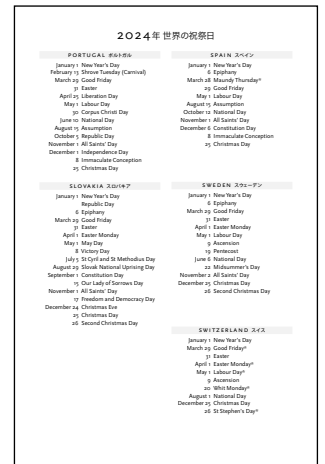 2024年 世界の祝祭日
PORTUGAL ポルトガル
January 1 New Year's Day
February 13 Shrove Tuesday (Carnival)
March 29 Good Friday
31 Easter
April 25 Liberation Day
May 1 Labour Day
30 Corpus Christi Day
June 10 National Day
August 15 Assumption
October 5 Republic Day
November 1 All Saints' Day
December 1 Independence Day
8 Immaculate Conception
25 Christmas Day
SPAIN スペイン
January 1 New Year's Day
6 Epiphany
March 28 Maundy Thursday*
29 Good Friday
May 1 Labour Day
August 15 Assumption
October 12 National Day
November 1 All Saints' Day
December 6 Constitution Day
8 Immaculate Conception
25 Christmas Day
SLOVAKIA スロバキア
January 1 New Year's Day
Republic Day
6 Epiphany
March 29 Good Friday
31 Easter
April 1 Easter Monday
May 1 May Day
8 Victory Day
July 5 St Cyril and St Methodius Day
August 29 Slovak National Uprising Day
September 1 Constitution Day
15 Our Lady of Sorrows Day
November 1 All Saints' Day
17 Freedom and Democracy Day
December 24 Christmas Eve
25 Christmas Day
26 Second Christmas Day
SWEDEN スウェーデン
January 1 New Year's Day
6 Epiphany
March 29 Good Friday
31 Easter
April 1 Easter Monday
May 1 Labour Day
9 Ascension
19 Pentecost
June 6 National Day
22 Midsummer's Day
November 2 All Saints' Day
December 25 Christmas Day
26 Second Christmas Day
SWITZERLAND スイス
January 1 New Year's Day
March 29 Good Friday*
31 Easter
April 1 Easter Monday*
May 1 Labour Day*
9 Ascension
20 Whit Monday*
August 1 National Day
December 25 Christmas Day
26 St Stephen's Day*